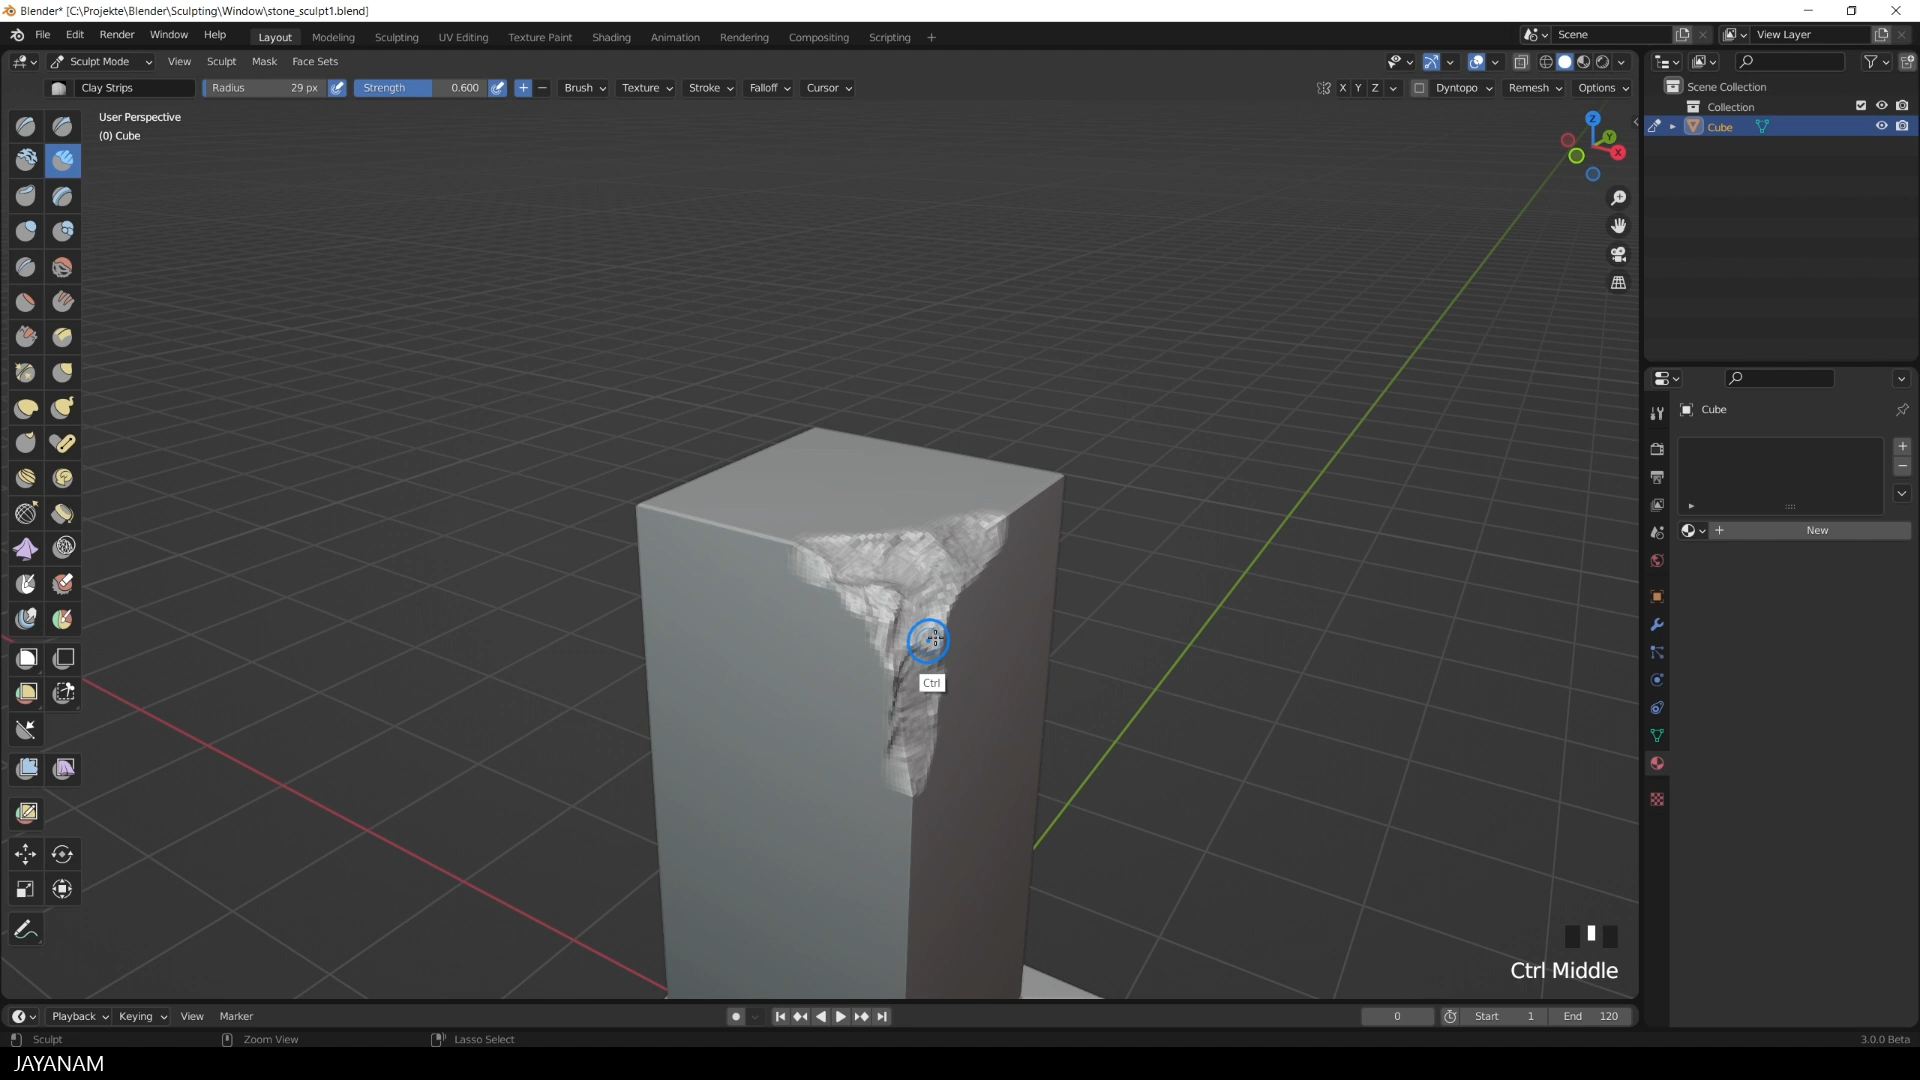 Blender* [C:\Projekte\Blender\Sculpting\Window\stone_sculpt1.blend]
File Edit Render Window Help Layout Modeling Sculpting UV Editing Texture Paint Shading Animation Rendering Compositing Scripting + Scene View Layer
Sculpt Mode View Sculpt Mask Face Sets
Clay Strips Radius 29 px Strength 0.600 + − Brush Texture Stroke Falloff Cursor X Y Z Dyntopo Remesh Options
Scene Collection
Collection
Cube
User Perspective
(0) Cube
Z
Y
X
Cube
New
Ctrl
Ctrl Middle
Playback Keying View Marker 0 Start 1 End 120
Sculpt Zoom View Lasso Select 3.0.0 Beta
JAYANAM